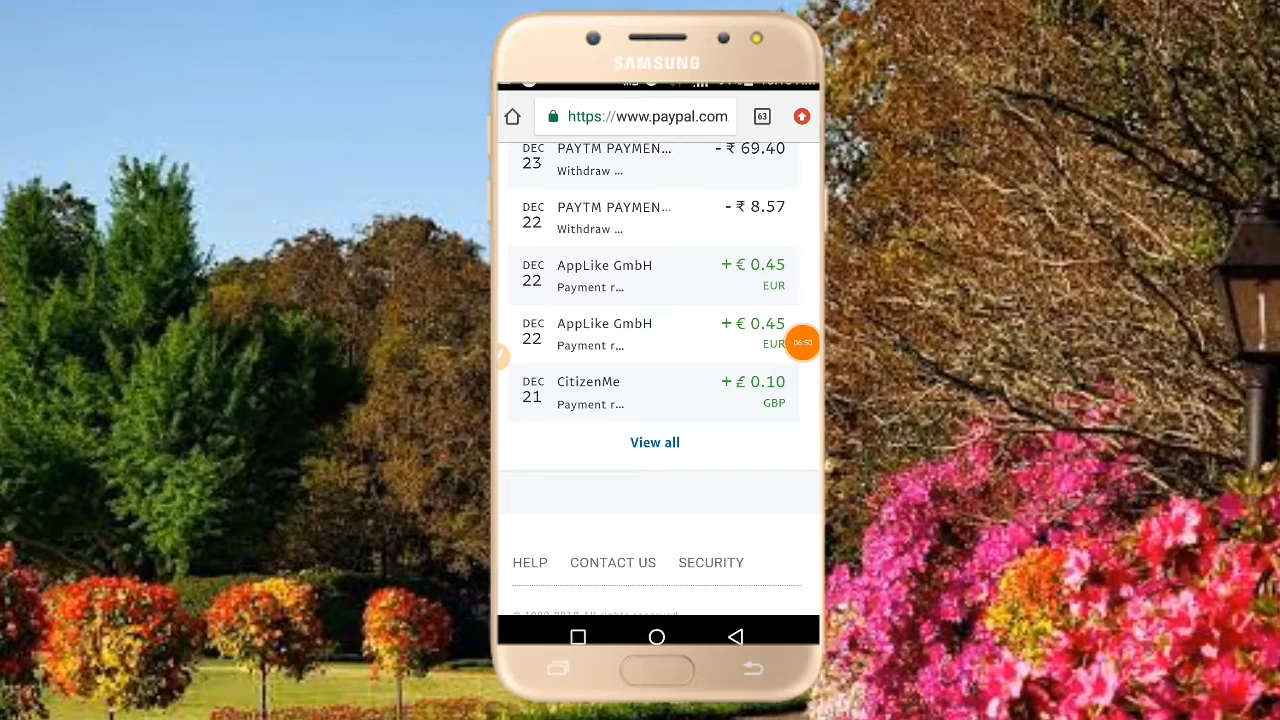 SAMSUNG
https://www.paypal.com
63
DEC 23 PAYTM PAYMEN... - ₹ 69.40
Withdraw ...
DEC 22 PAYTM PAYMEN... - ₹ 8.57
Withdraw ...
DEC 22 AppLike GmbH + € 0.45
Payment r... EUR
DEC 22 AppLike GmbH + € 0.45
Payment r... EUR
06:50
DEC 21 CitizenMe + £ 0.10
Payment r... GBP
View all
HELP CONTACT US SECURITY